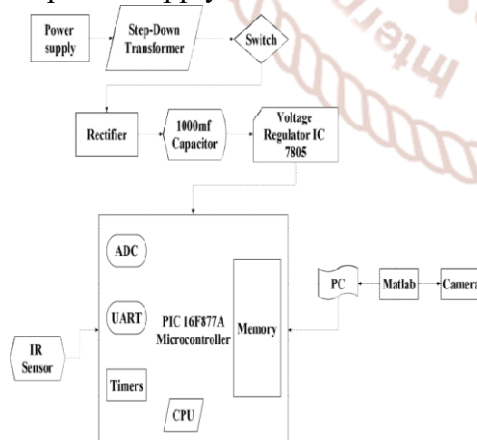 Power
supply
Step-Down
Transformer
Switch
Rectifier
1000mf
Capacitor
Voltage
Regulator IC
7805
ADC
UART
PIC 16F877A
Microcontroller
Memory
Timers
CPU
IR
Sensor
PC
Matlab
Camera